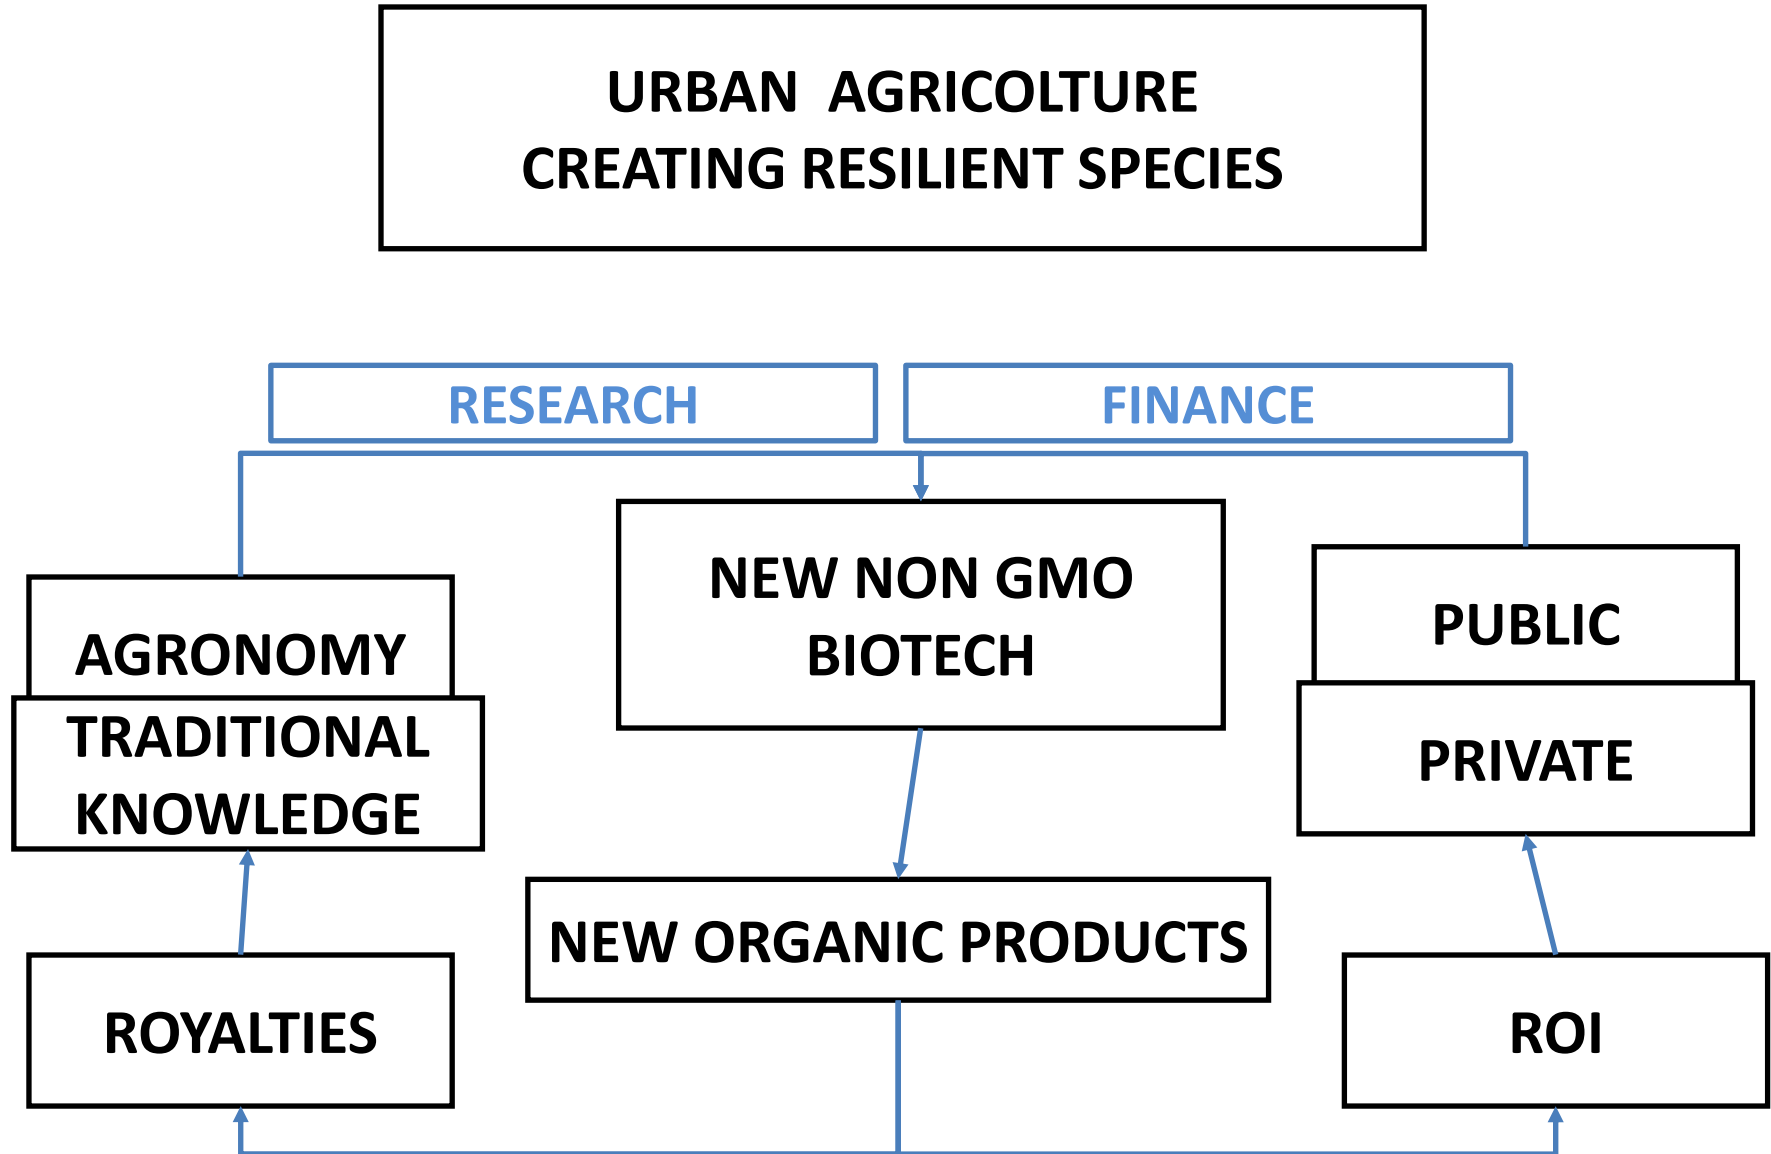 URBAN AGRICOLTURE
CREATING RESILIENT SPECIES
RESEARCH
FINANCE
NEW NON GMO
BIOTECH
AGRONOMY
TRADITIONAL
KNOWLEDGE
PUBLIC
PRIVATE
NEW ORGANIC PRODUCTS
ROYALTIES
ROI